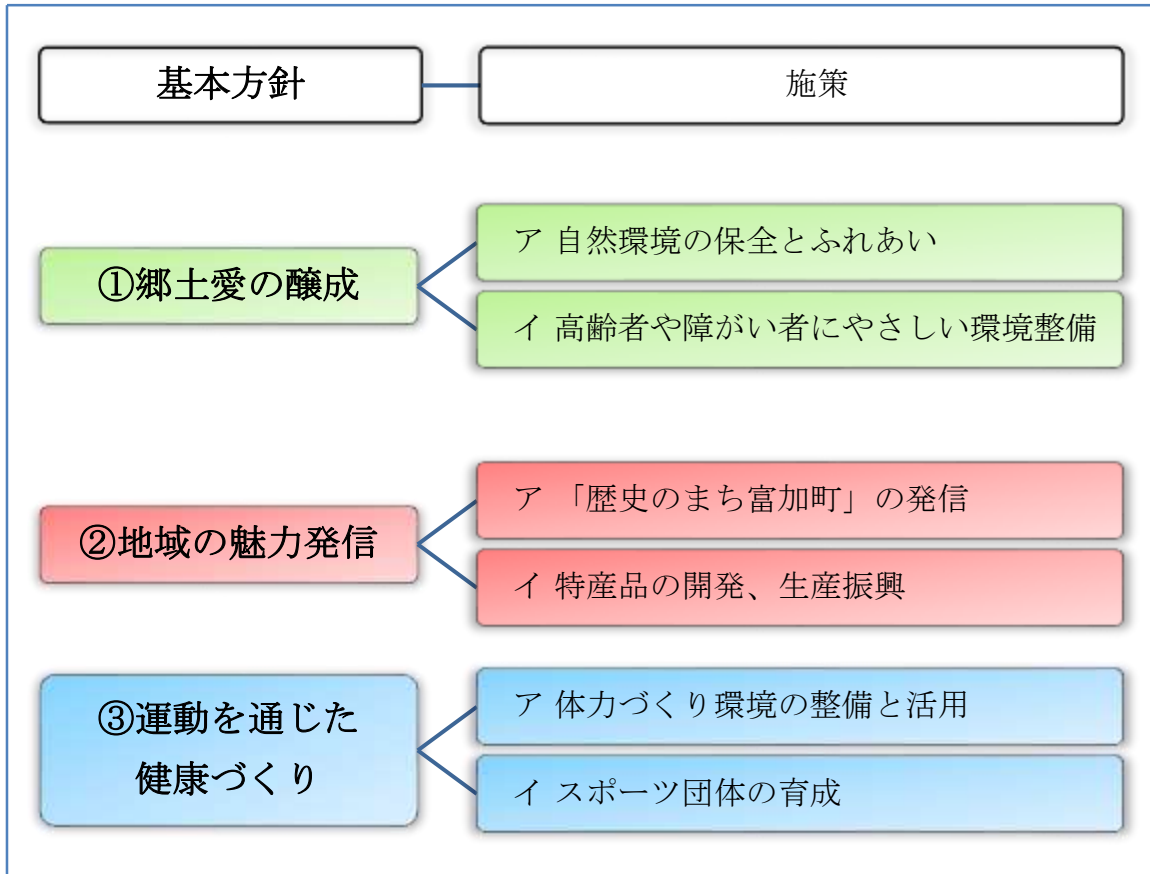 基本方針
施策
①郷土愛の醸成
ア 自然環境の保全とふれあい
イ 高齢者や障がい者にやさしい環境整備
②地域の魅力発信
ア 「歴史のまち富加町」の発信
イ 特産品の開発、生産振興
③運動を通じた
健康づくり
ア 体力づくり環境の整備と活用
イ スポーツ団体の育成